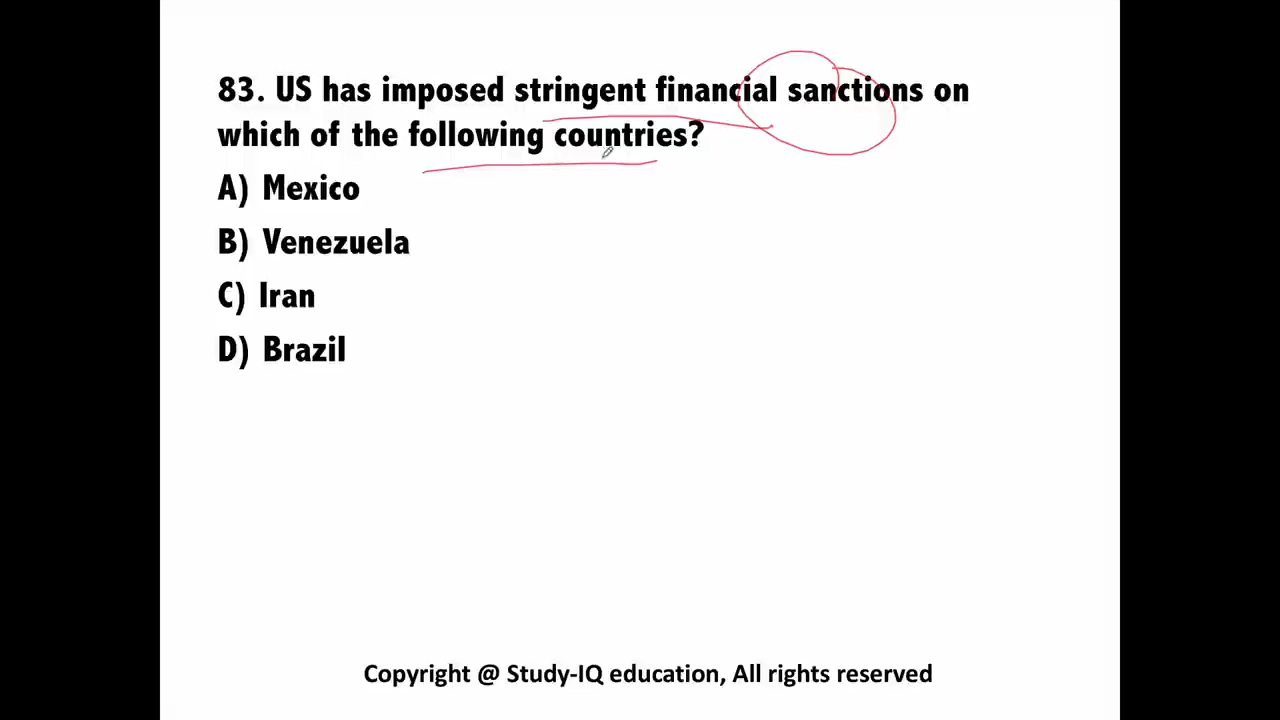 83. US has imposed stringent financial sanctions on
which of the following countries?
A) Mexico
B) Venezuela
C) Iran
D) Brazil
Copyright @ Study-IQ education, All rights reserved